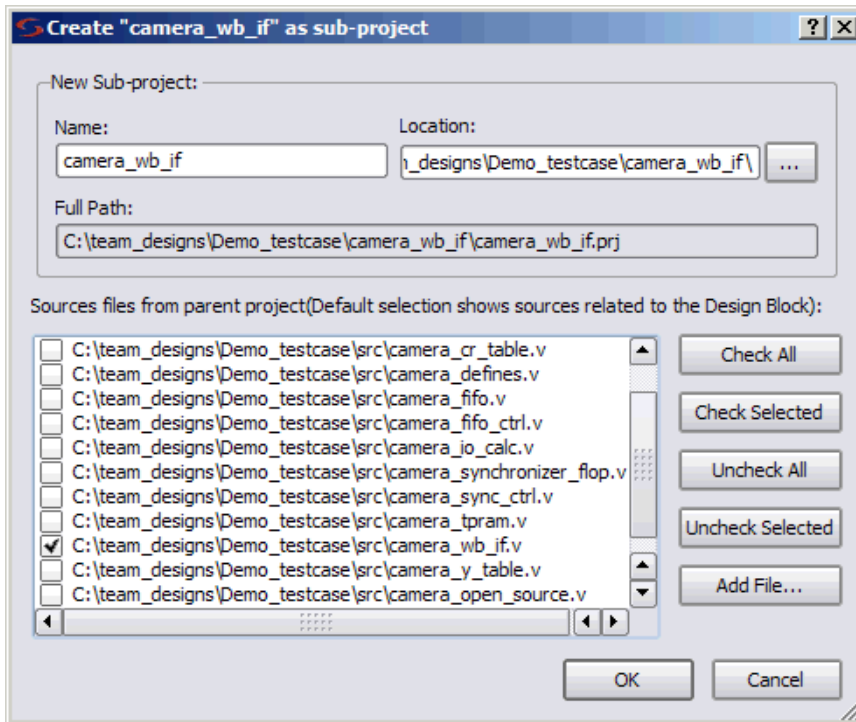 Create "camera_wb_if" as sub-project
New Sub-project:
Name:
Location:
camera_wb_if
_designs\Demo_testcase\camera_wb_if\
...
Full Path:
C:\team_designs\Demo_testcase\camera_wb_if\camera_wb_if.prj
Sources files from parent project(Default selection shows sources related to the Design Block):
C:\team_designs\Demo_testcase\src\camera_cr_table.v
C:\team_designs\Demo_testcase\src\camera_defines.v
C:\team_designs\Demo_testcase\src\camera_fifo.v
C:\team_designs\Demo_testcase\src\camera_fifo_ctrl.v
C:\team_designs\Demo_testcase\src\camera_io_calc.v
C:\team_designs\Demo_testcase\src\camera_synchronizer_flop.v
C:\team_designs\Demo_testcase\src\camera_sync_ctrl.v
C:\team_designs\Demo_testcase\src\camera_tpram.v
C:\team_designs\Demo_testcase\src\camera_wb_if.v
C:\team_designs\Demo_testcase\src\camera_y_table.v
C:\team_designs\Demo_testcase\src\camera_open_source.v
Check All
Check Selected
Uncheck All
Uncheck Selected
Add File...
OK
Cancel